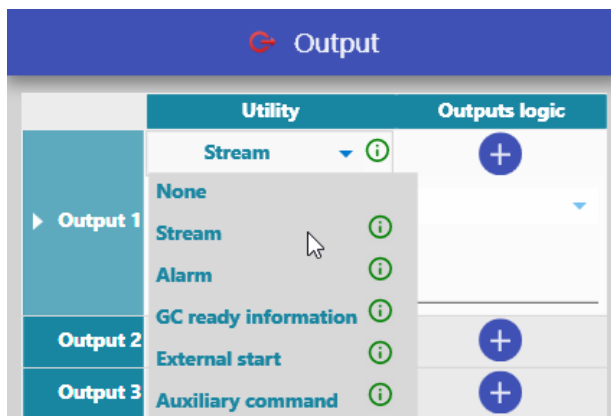 Output
Utility
Outputs logic
Stream
Output 1
None
Stream
Alarm
GC ready information
External start
Auxiliary command
Output 2
Output 3